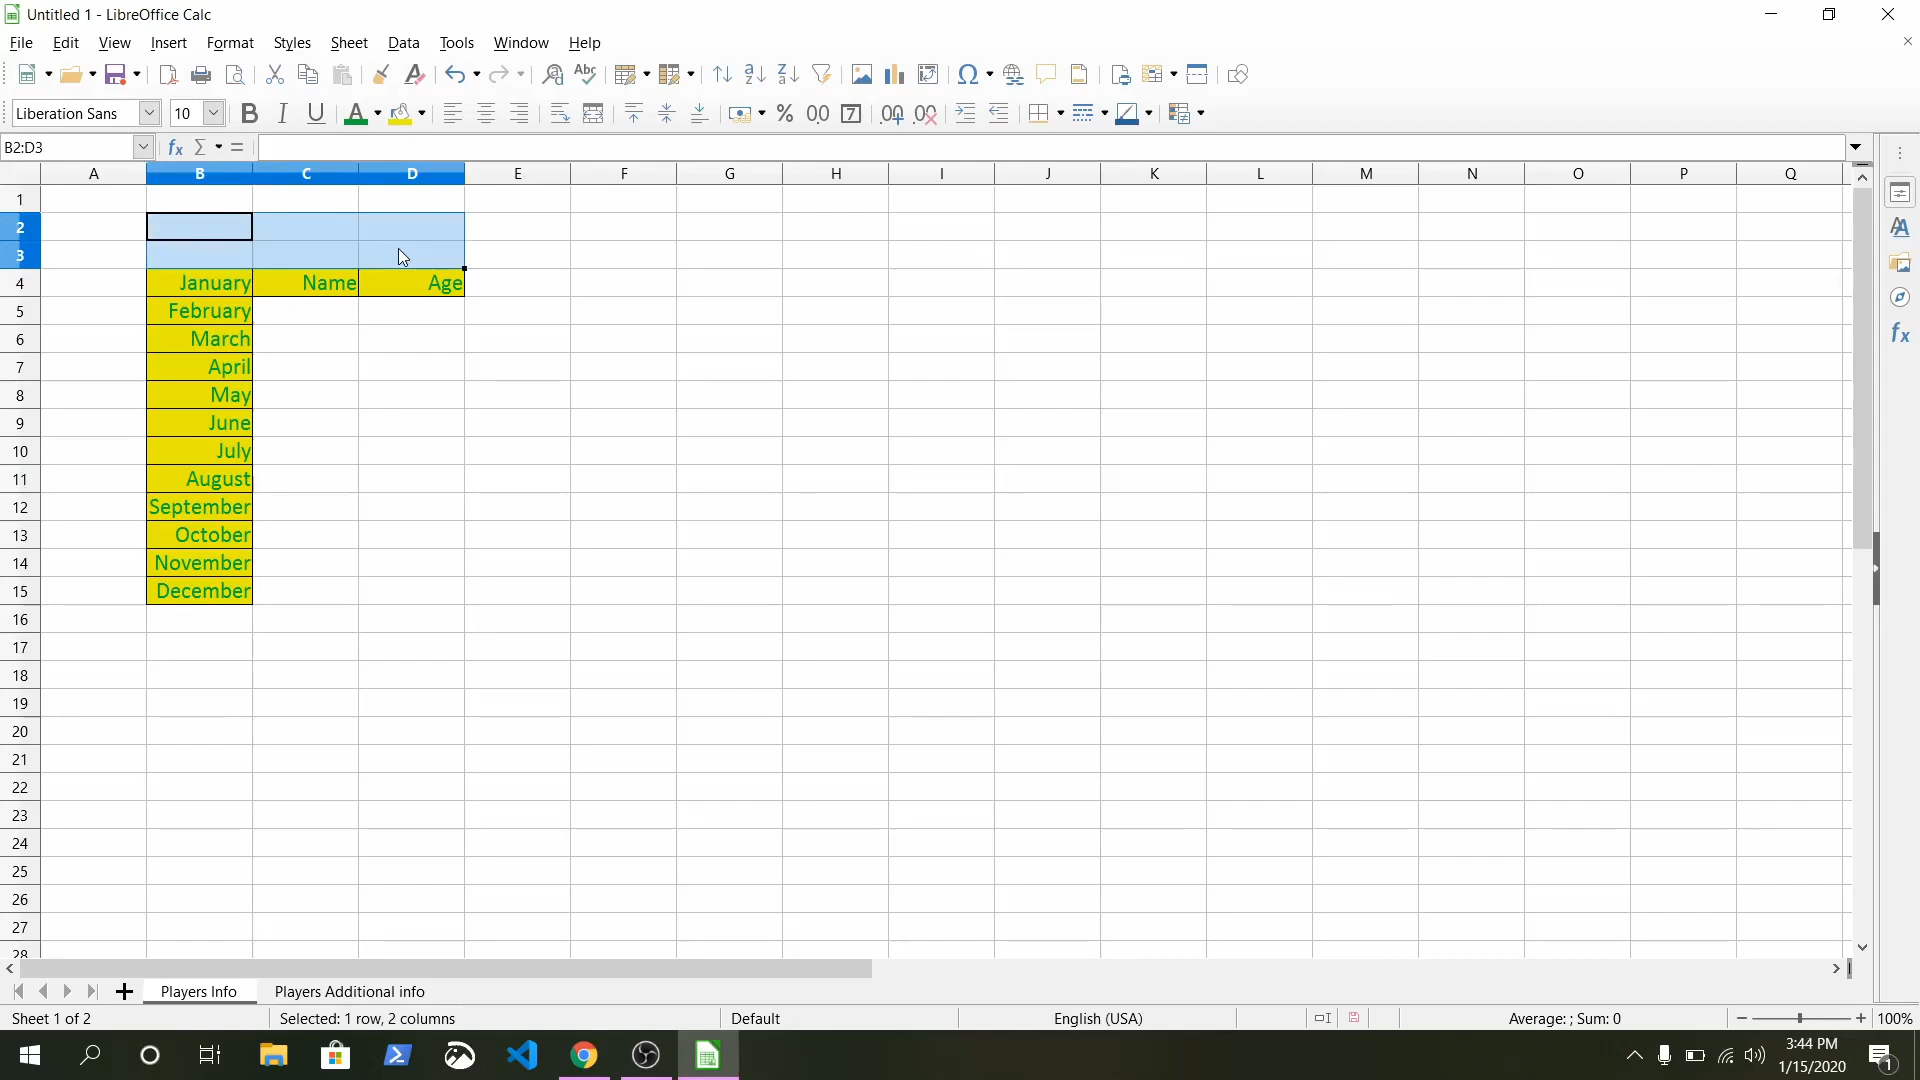 Untitled 1 - LibreOffice Calc
File Edit View Insert Format Styles Sheet Data Tools Window Help
Liberation Sans 10
B2:D3
A B C D E F G H I J K L M N O P Q
1
2
3
4 January Name Age
5 February
6 March
7 April
8 May
9 June
10 July
11 August
12 September
13 October
14 November
15 December
16
17
18
19
20
21
22
23
24
25
26
27
28
Players Info Players Additional info
Sheet 1 of 2 Selected: 1 row, 2 columns Default English (USA) Average: ; Sum: 0 100%
3:44 PM
1/15/2020 1